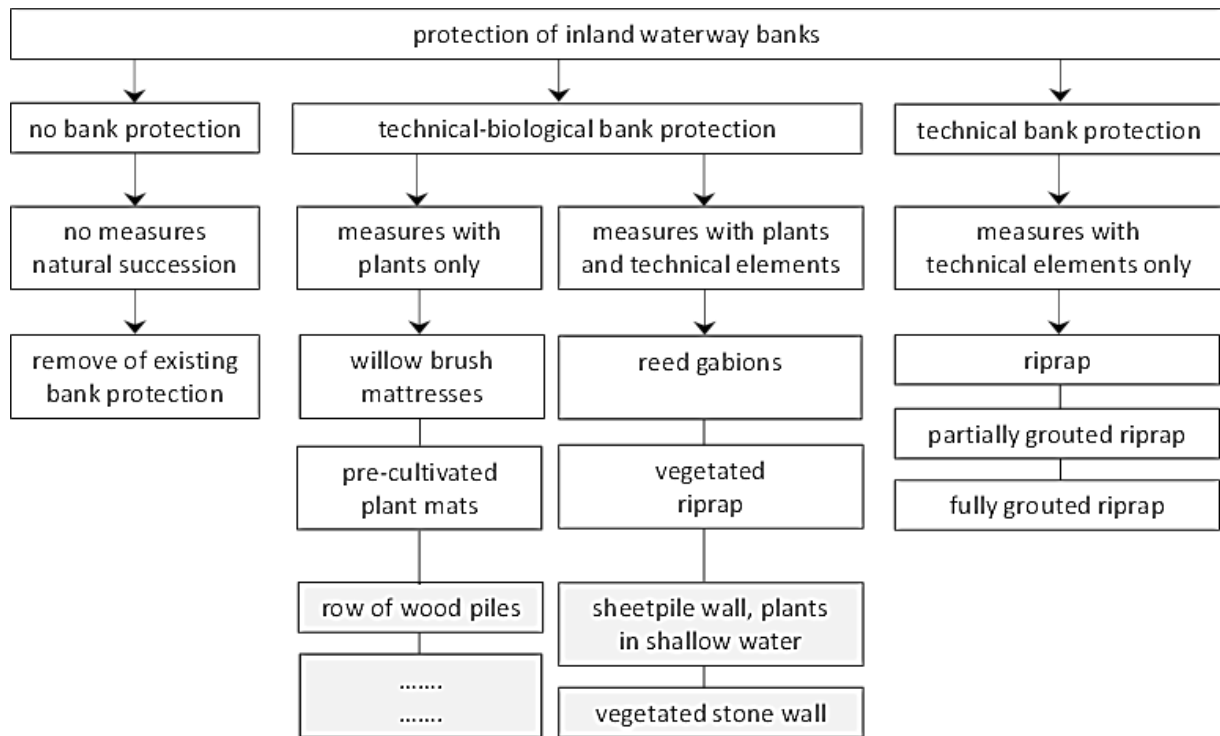 protection of inland waterway banks
no bank protection
technical-biological bank protection
technical bank protection
no measures
natural succession
measures with
plants only
measures with plants
and technical elements
measures with
technical elements only
remove of existing
bank protection
willow brush
mattresses
reed gabions
riprap
partially grouted riprap
pre-cultivated
plant mats
vegetated
riprap
fully grouted riprap
row of wood piles
sheetpile wall, plants
in shallow water
.......
.......
vegetated stone wall